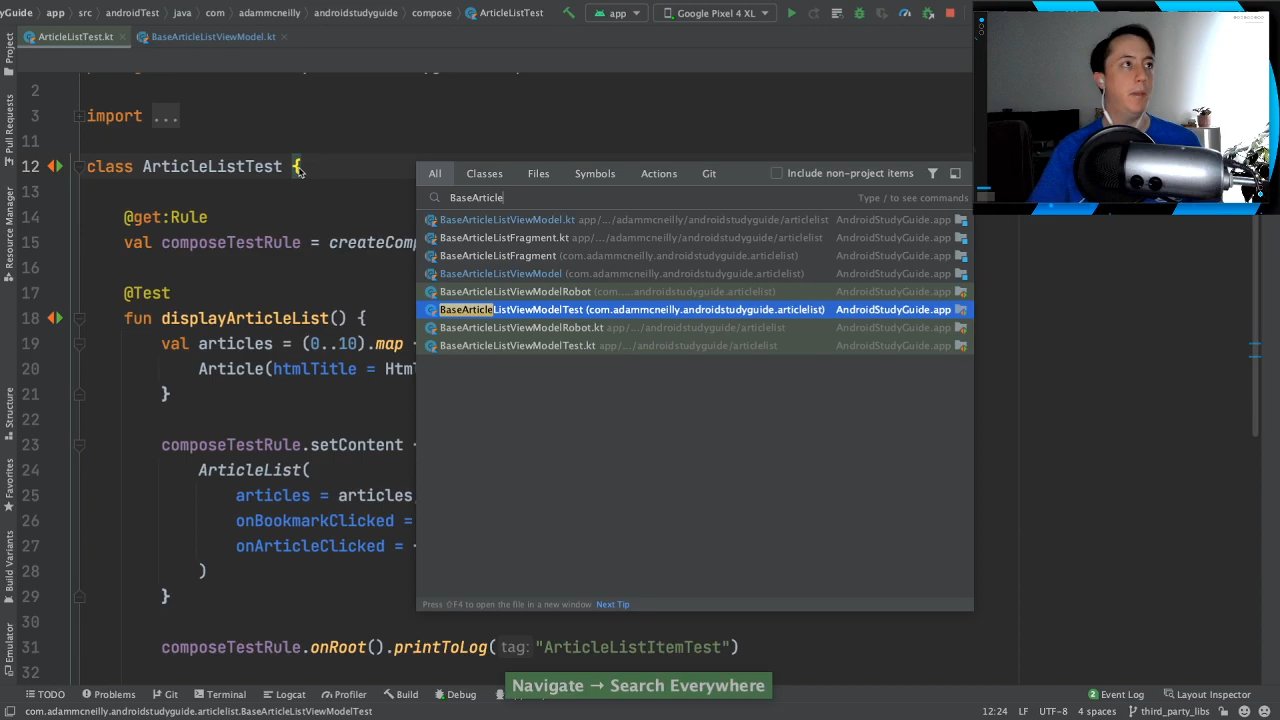 yGuide
app
src
androidTest
java
com
adammcneilly
androidstudyguide
compose
ArticleListTest
app
Google Pixel 4 XL
ArticleListTest.kt
BaseArticleListViewModel.kt
Project
Pull Requests
Resource Manager
Structure
Favorites
Build Variants
Emulator
2
3 import ...
11
12 class ArticleListTest {
13
14 @get:Rule
15 val composeTestRule = createComp
16
17 @Test
18 fun displayArticleList() {
19 val articles = (0..10).map
20 Article(htmlTitle = Htm
21 }
22
23 composeTestRule.setContent
24 ArticleList(
25 articles = articles,
26 onBookmarkClicked =
27 onArticleClicked =
28 )
29 }
30
31 composeTestRule.onRoot().printToLog( tag: "ArticleListItemTest")
32
All Classes Files Symbols Actions Git Include non-project items
BaseArticle Type / to see commands
BaseArticleListViewModel.kt app/.../adammcneilly/androidstudyguide/articlelist AndroidStudyGuide.app
BaseArticleListFragment.kt app/.../adammcneilly/androidstudyguide/articlelist AndroidStudyGuide.app
BaseArticleListFragment (com.adammcneilly.androidstudyguide.articlelist) AndroidStudyGuide.app
BaseArticleListViewModel (com.adammcneilly.androidstudyguide.articlelist) AndroidStudyGuide.app
BaseArticleListViewModelRobot (com.....androidstudyguide.articlelist) AndroidStudyGuide.app
BaseArticleListViewModelTest (com.adammcneilly.androidstudyguide.articlelist) AndroidStudyGuide.app
BaseArticleListViewModelRobot.kt app/.../androidstudyguide/articlelist AndroidStudyGuide.app
BaseArticleListViewModelTest.kt app/.../androidstudyguide/articlelist AndroidStudyGuide.app
Press ⇧F4 to open the file in a new window Next Tip
Navigate → Search Everywhere
TODO Problems Git Terminal Logcat Profiler Build Debug
2 Event Log Layout Inspector
com.adammcneilly.androidstudyguide.articlelist.BaseArticleListViewModelTest
12:24 LF UTF-8 4 spaces third_party_libs